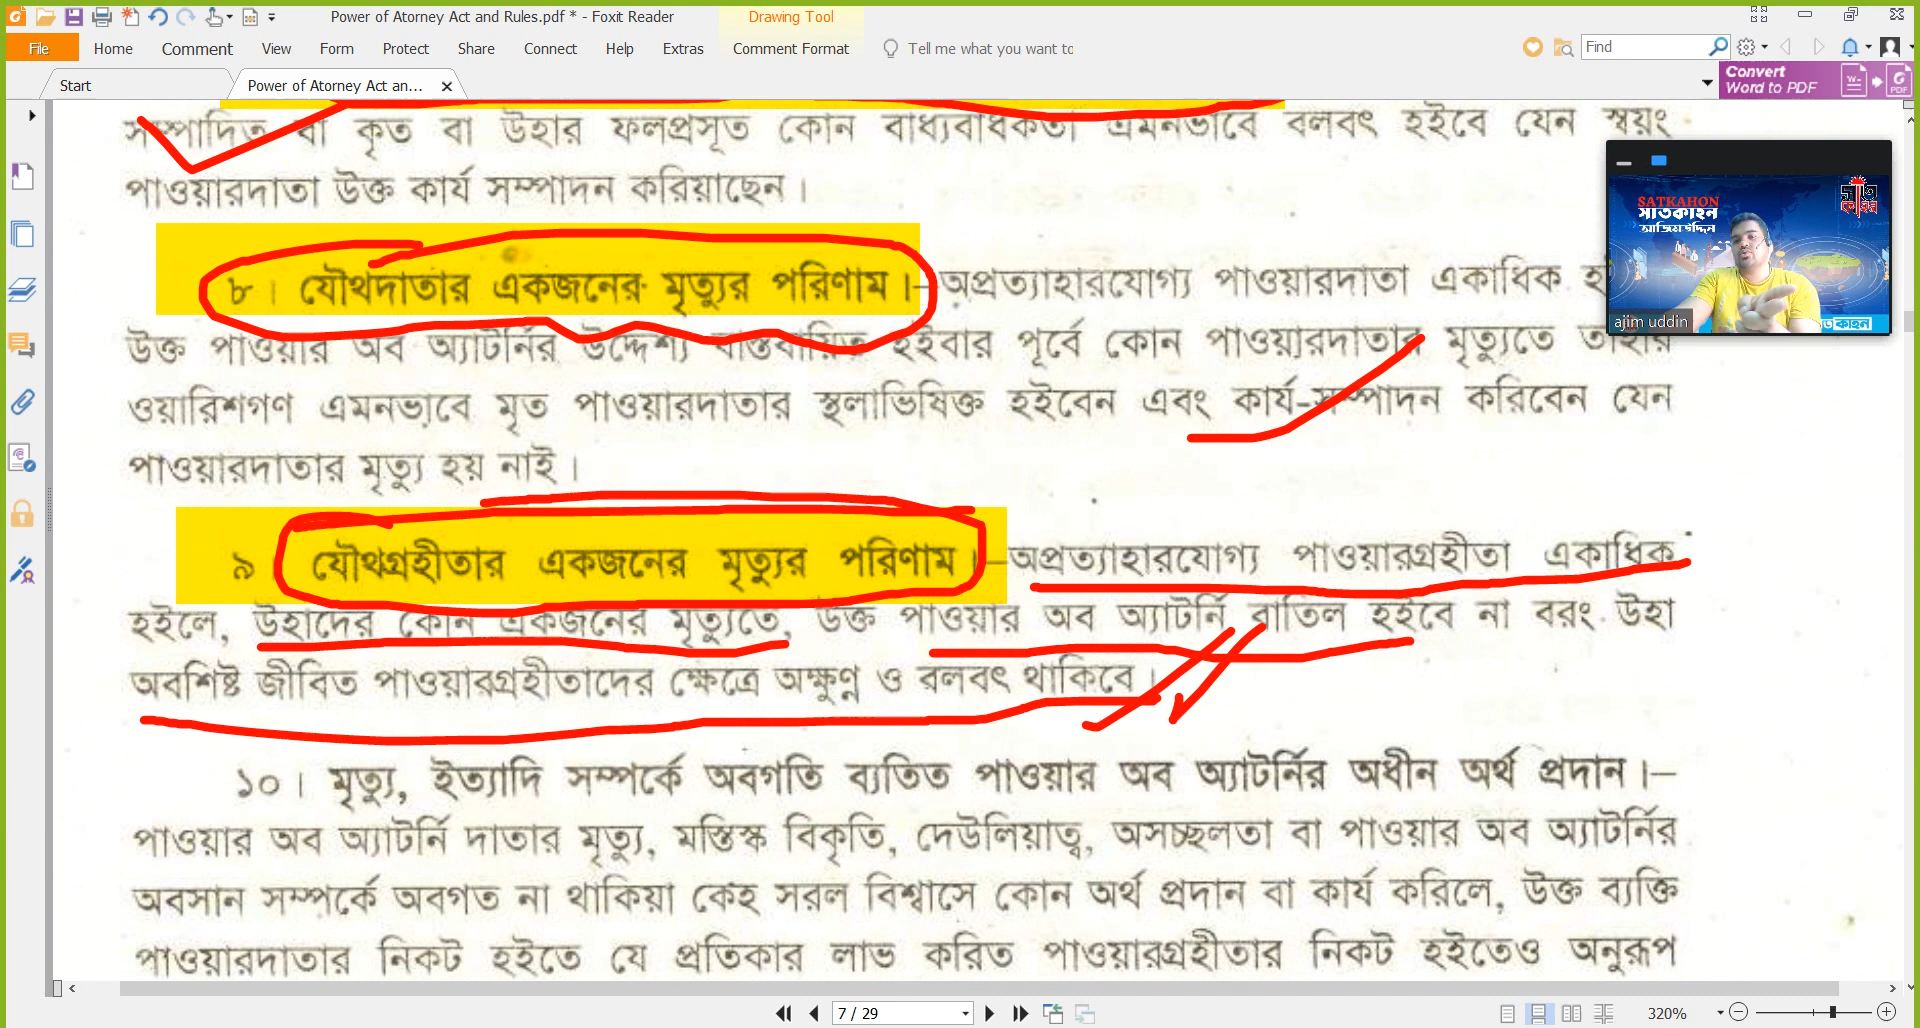 Power of Atorney Act and Rules.pdf * - Foxit Reader
Drawing Tool
File Home Comment View Form Protect Share Connect Help Extras Comment Format Tell me what you want to Find
Start
Power of Atorney Act an...
Convert
Word to PDF
সম্পাদিত বা কৃত বা উহার ফলপ্রসূত কোন বাধ্যবাধকতা এমনভাবে বলবৎ হইবে যেন স্বয়ং
পাওয়ারদাতা উক্ত কার্য সম্পাদন করিয়াছেন।
৮। যৌথদাতার একজনের মৃত্যুর পরিণাম।–অপ্রত্যাহারযোগ্য পাওয়ারদাতা একাধিক
উক্ত পাওয়ার অব অ্যাটর্নির উদ্দেশ্য বাস্তবায়িত হইবার পূর্বে কোন পাওয়ারদাতার মৃত্যুতে তাহার
ওয়ারিশগণ এমনভাবে মৃত পাওয়ারদাতার স্থলাভিষিক্ত হইবেন এবং কার্য-সম্পাদন করিবেন যেন
পাওয়ারদাতার মৃত্যু হয় নাই।
৯। যৌথগ্রহীতার একজনের মৃত্যুর পরিণাম।–অপ্রত্যাহারযোগ্য পাওয়ারগ্রহীতা একাধিক
হইলে, উহাদের কোন একজনের মৃত্যুতে, উক্ত পাওয়ার অব অ্যাটর্নি বাতিল হইবে না বরং উহা
অবশিষ্ট জীবিত পাওয়ারগ্রহীতাদের ক্ষেত্রে অক্ষুণ্ণ ও বলবৎ থাকিবে।
১০। মৃত্যু, ইত্যাদি সম্পর্কে অবগতি ব্যতিত পাওয়ার অব অ্যাটর্নির অধীন অর্থ প্রদান।–
পাওয়ার অব অ্যাটর্নি দাতার মৃত্যু, মস্তিস্ক বিকৃতি, দেউলিয়াত্ব, অসচ্ছলতা বা পাওয়ার অব অ্যাটর্নির
অবসান সম্পর্কে অবগত না থাকিয়া কেহ সরল বিশ্বাসে কোন অর্থ প্রদান বা কার্য করিলে, উক্ত ব্যক্তি
পাওয়ারদাতার নিকট হইতে যে প্রতিকার লাভ করিত পাওয়ারগ্রহীতার নিকট হইতেও অনুরূপ
SATKAHON
সাতকাহন
আজিম উদ্দিন
ajim uddin
7 / 29
320%